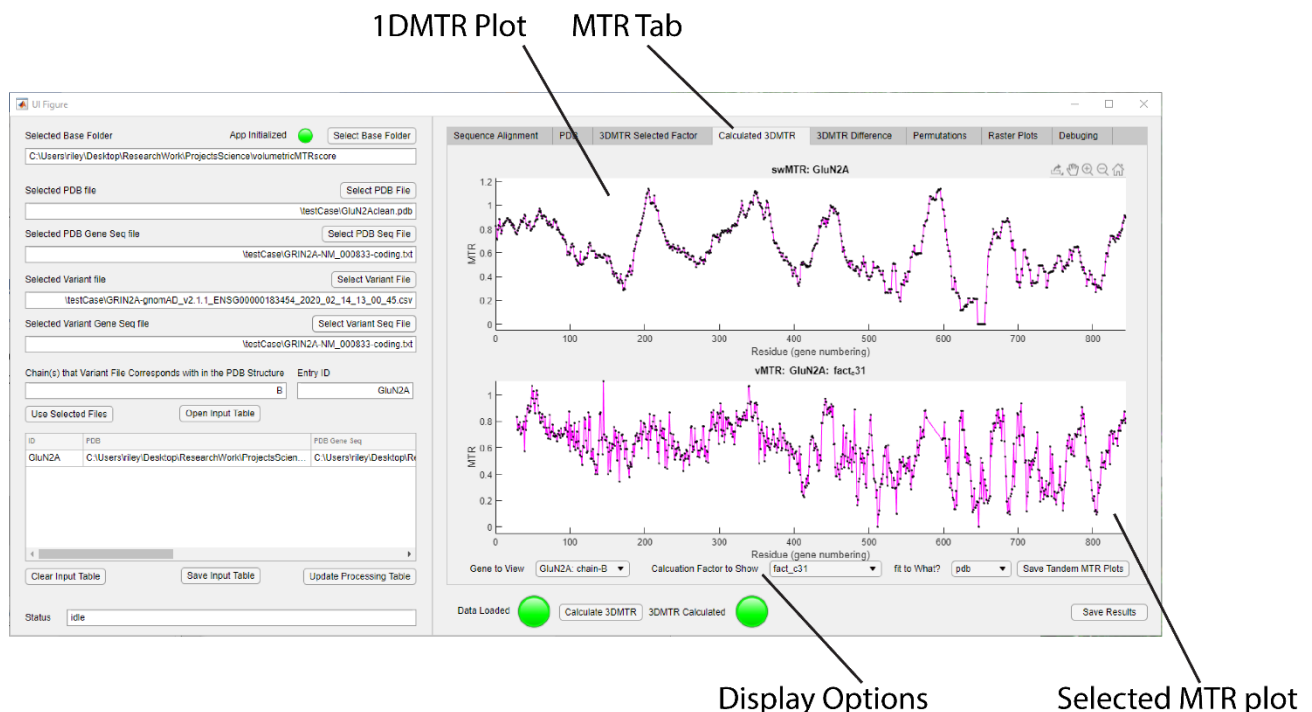 1DMTR Plot MTR Tab
UI Figure
Selected Base Folder App Initialized Select Base Folder
C:\Users\riley\Desktop\ResearchWork\ProjectsScience\volumetricMTRscore
Selected PDB file Select PDB File
\testCase\GluN2Aclean.pdb
Selected PDB Gene Seq file Select PDB Seq File
\testCase\GRIN2A-NM_000833-coding.txt
Selected Variant file Select Variant File
\testCase\GRIN2A-gnomAD_v2.1.1_ENSG00000183454_2020_02_14_13_00_45.csv
Selected Variant Gene Seq file Select Variant Seq File
\testCase\GRIN2A-NM_000833-coding.txt
Chain(s) that Variant File Corresponds with in the PDB Structure Entry ID
B GluN2A
Use Selected Files Open Input Table
ID PDB PDB Gene Seq
GluN2A C:\Users\riley\Desktop\ResearchWork\ProjectsScien... C:\Users\riley\Desktop\Re
Clear Input Table Save Input Table Update Processing Table
Status idle
Sequence Alignment PDB 3DMTR Selected Factor Calculated 3DMTR 3DMTR Difference Permutations Raster Plots Debuging
swMTR: GluN2A
1.2
1
0.8
0.6
0.4
0.2
0
MTR
0 100 200 300 400 500 600 700 800
Residue (gene numbering)
vMTR: GluN2A: factc31
1
0.8
0.6
0.4
0.2
0
MTR
0 100 200 300 400 500 600 700 800
Residue (gene numbering)
Gene to View GluN2A: chain-B Calcuation Factor to Show fact_c31 fit to What? pdb Save Tandem MTR Plots
Data Loaded Calculate 3DMTR 3DMTR Calculated Save Results
Display Options Selected MTR plot